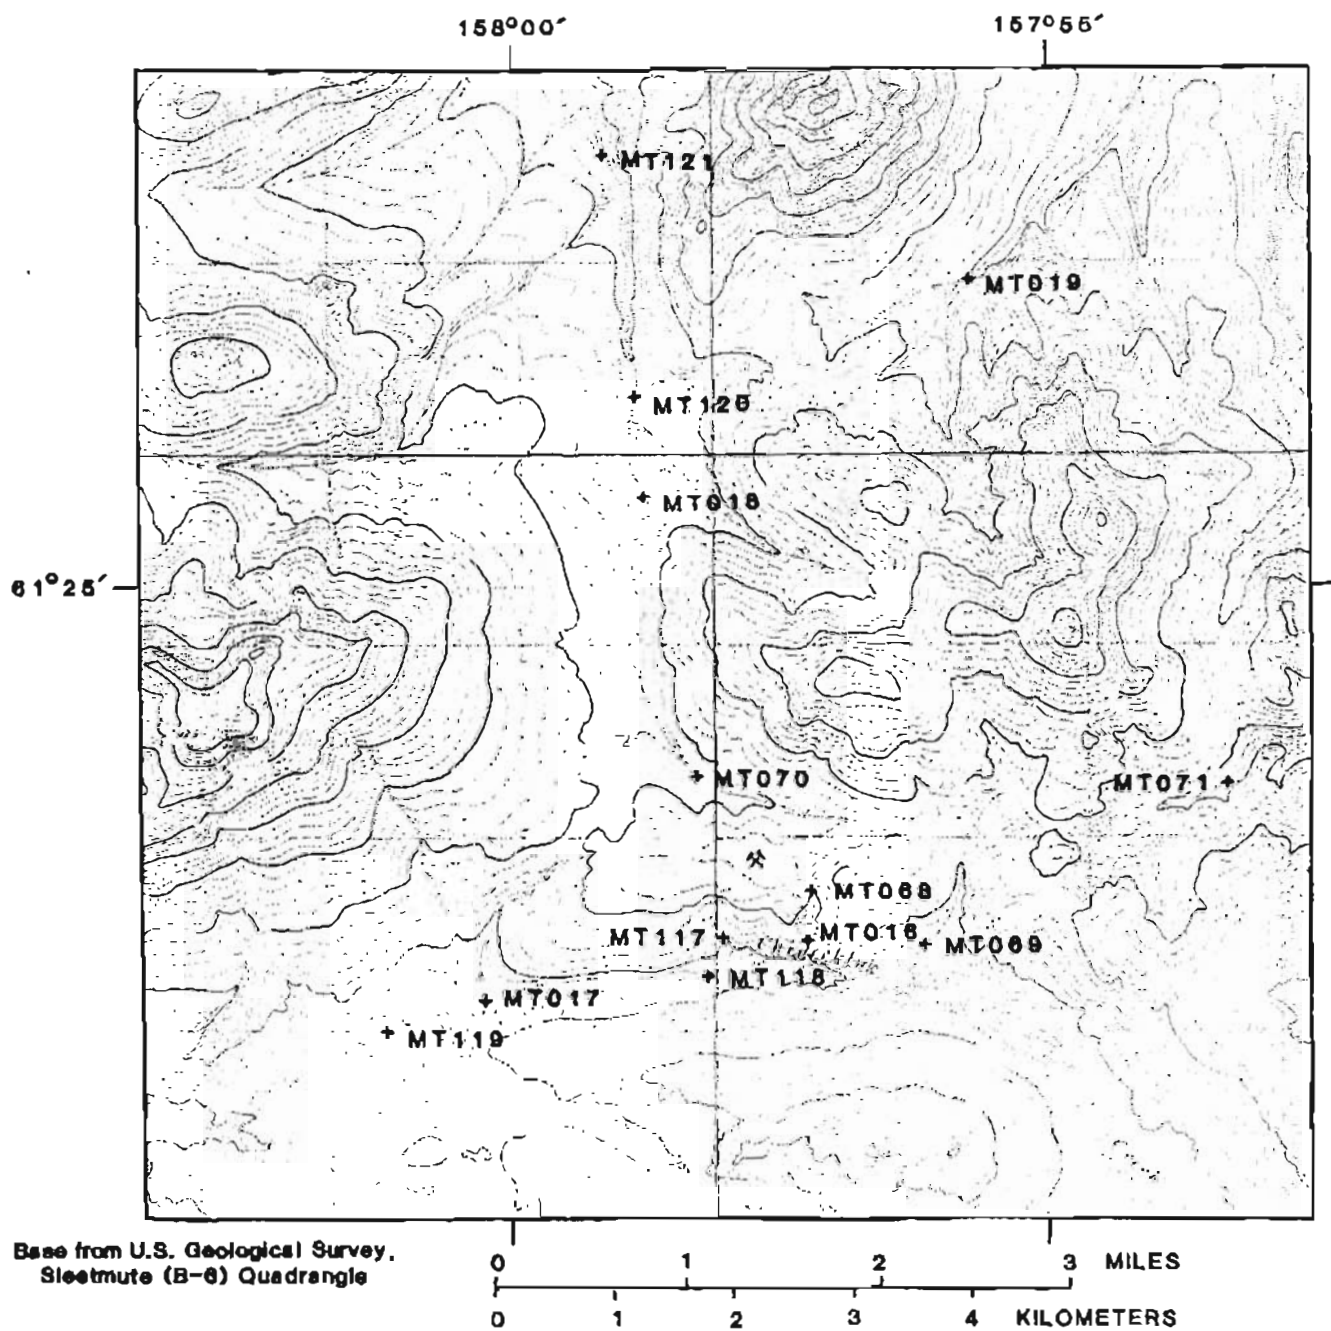 158°00′ 157°55′
MT121
MT019
MT120
MT018
61°25′
MT070 MT071
MT068
MT117 MT016 MT069
MT118
MT017
MT119
Base from U.S. Geological Survey,
Sleetmute (B-6) Quadrangle
0 1 2 3 MILES
0 1 2 3 4 KILOMETERS